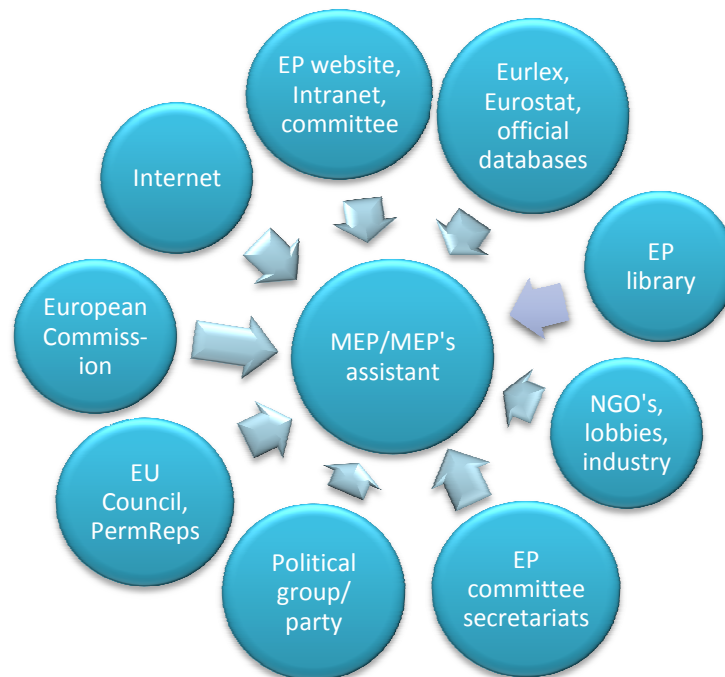 EP website,
Intranet,
committee
Eurlex,
Eurostat,
official
databases
Internet
EP
library
European
Commiss-
ion
MEP/MEP's
assistant
NGO's,
lobbies,
industry
EU
Council,
PermReps
Political
group/
party
EP
committee
secretariats